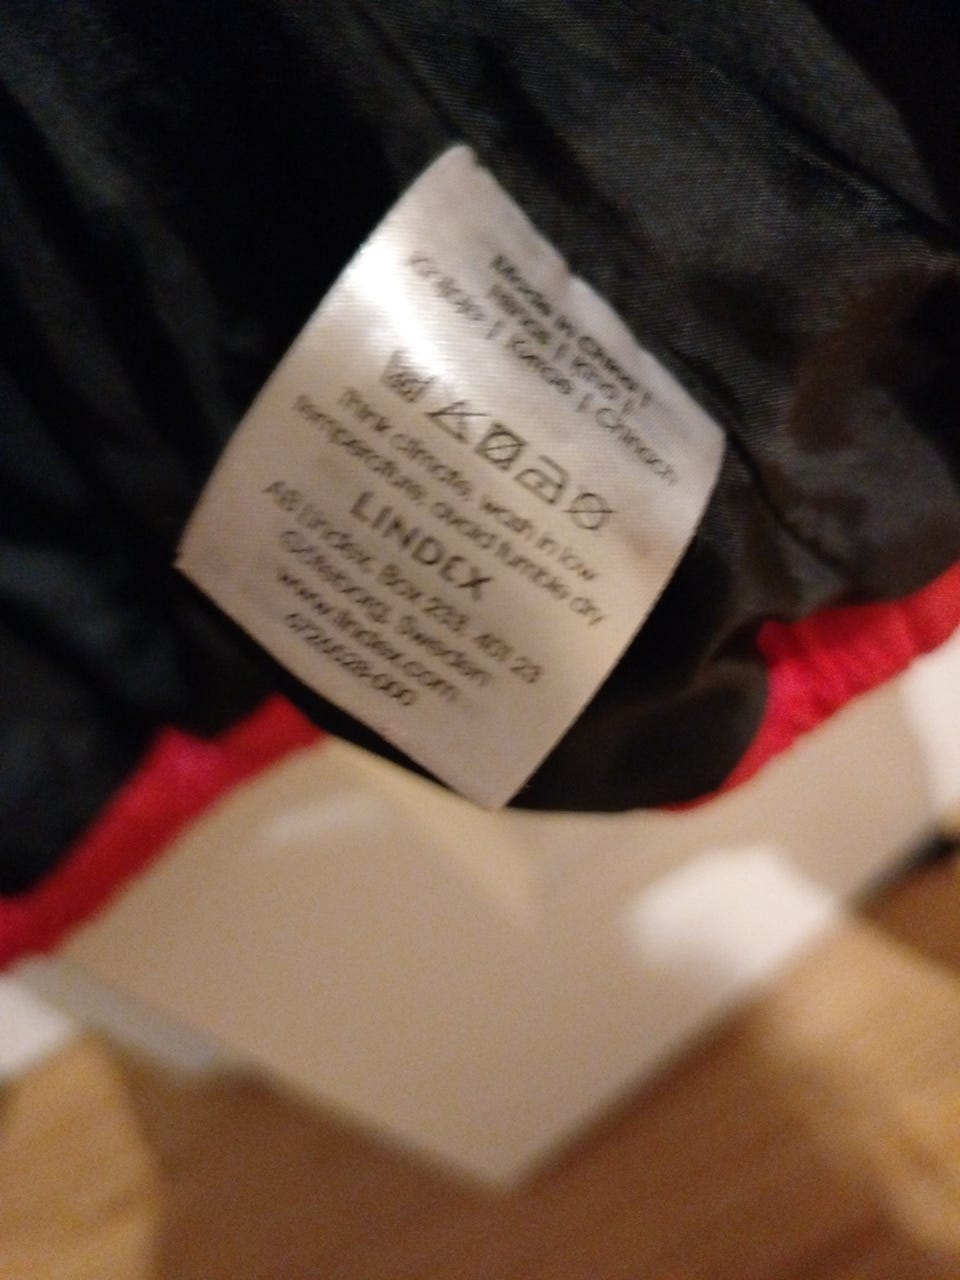 Made in China |
Kina |
| Chinach
Think climate, wash in low
temperature, avoid tumble dry
LINDEX
AB Lindex, Box 233, 401 23
Göteborg, Sweden
www.lindex.com